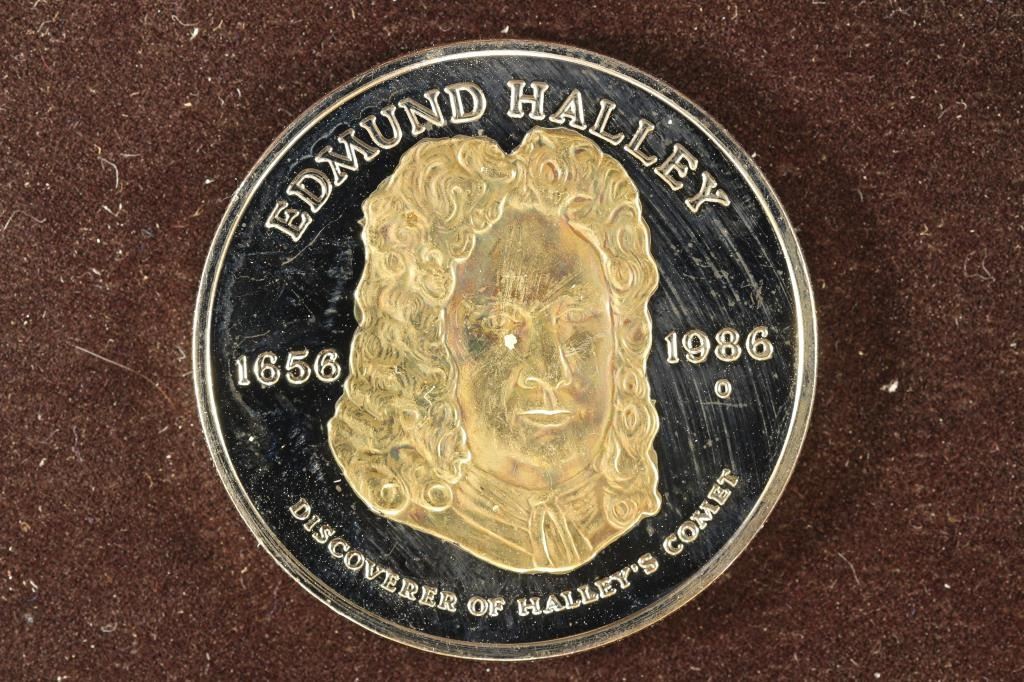 EDMUND HALLEY
1656
1986
O
DISCOVERER OF HALLEY'S COMET